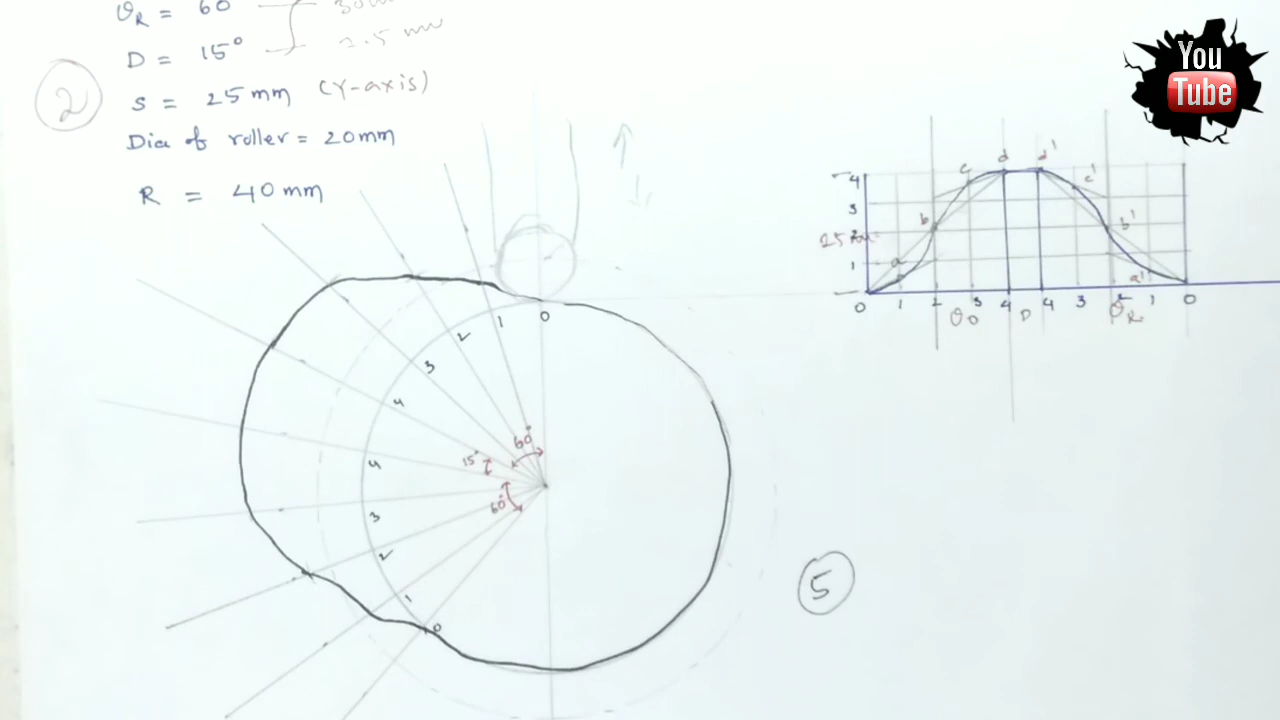 θR = 60
D = 15°
2
S = 25mm (Y-axis)
Dia of roller = 20mm
R = 40mm
You
Tube
4 c d d' c'
3
2 b b'
25
1 a a'
0 1 2 3 4 4 3 2 1 0
θO D θR
0
1
2
3
4
4
3
2
1
0
60°
15°
60°
5